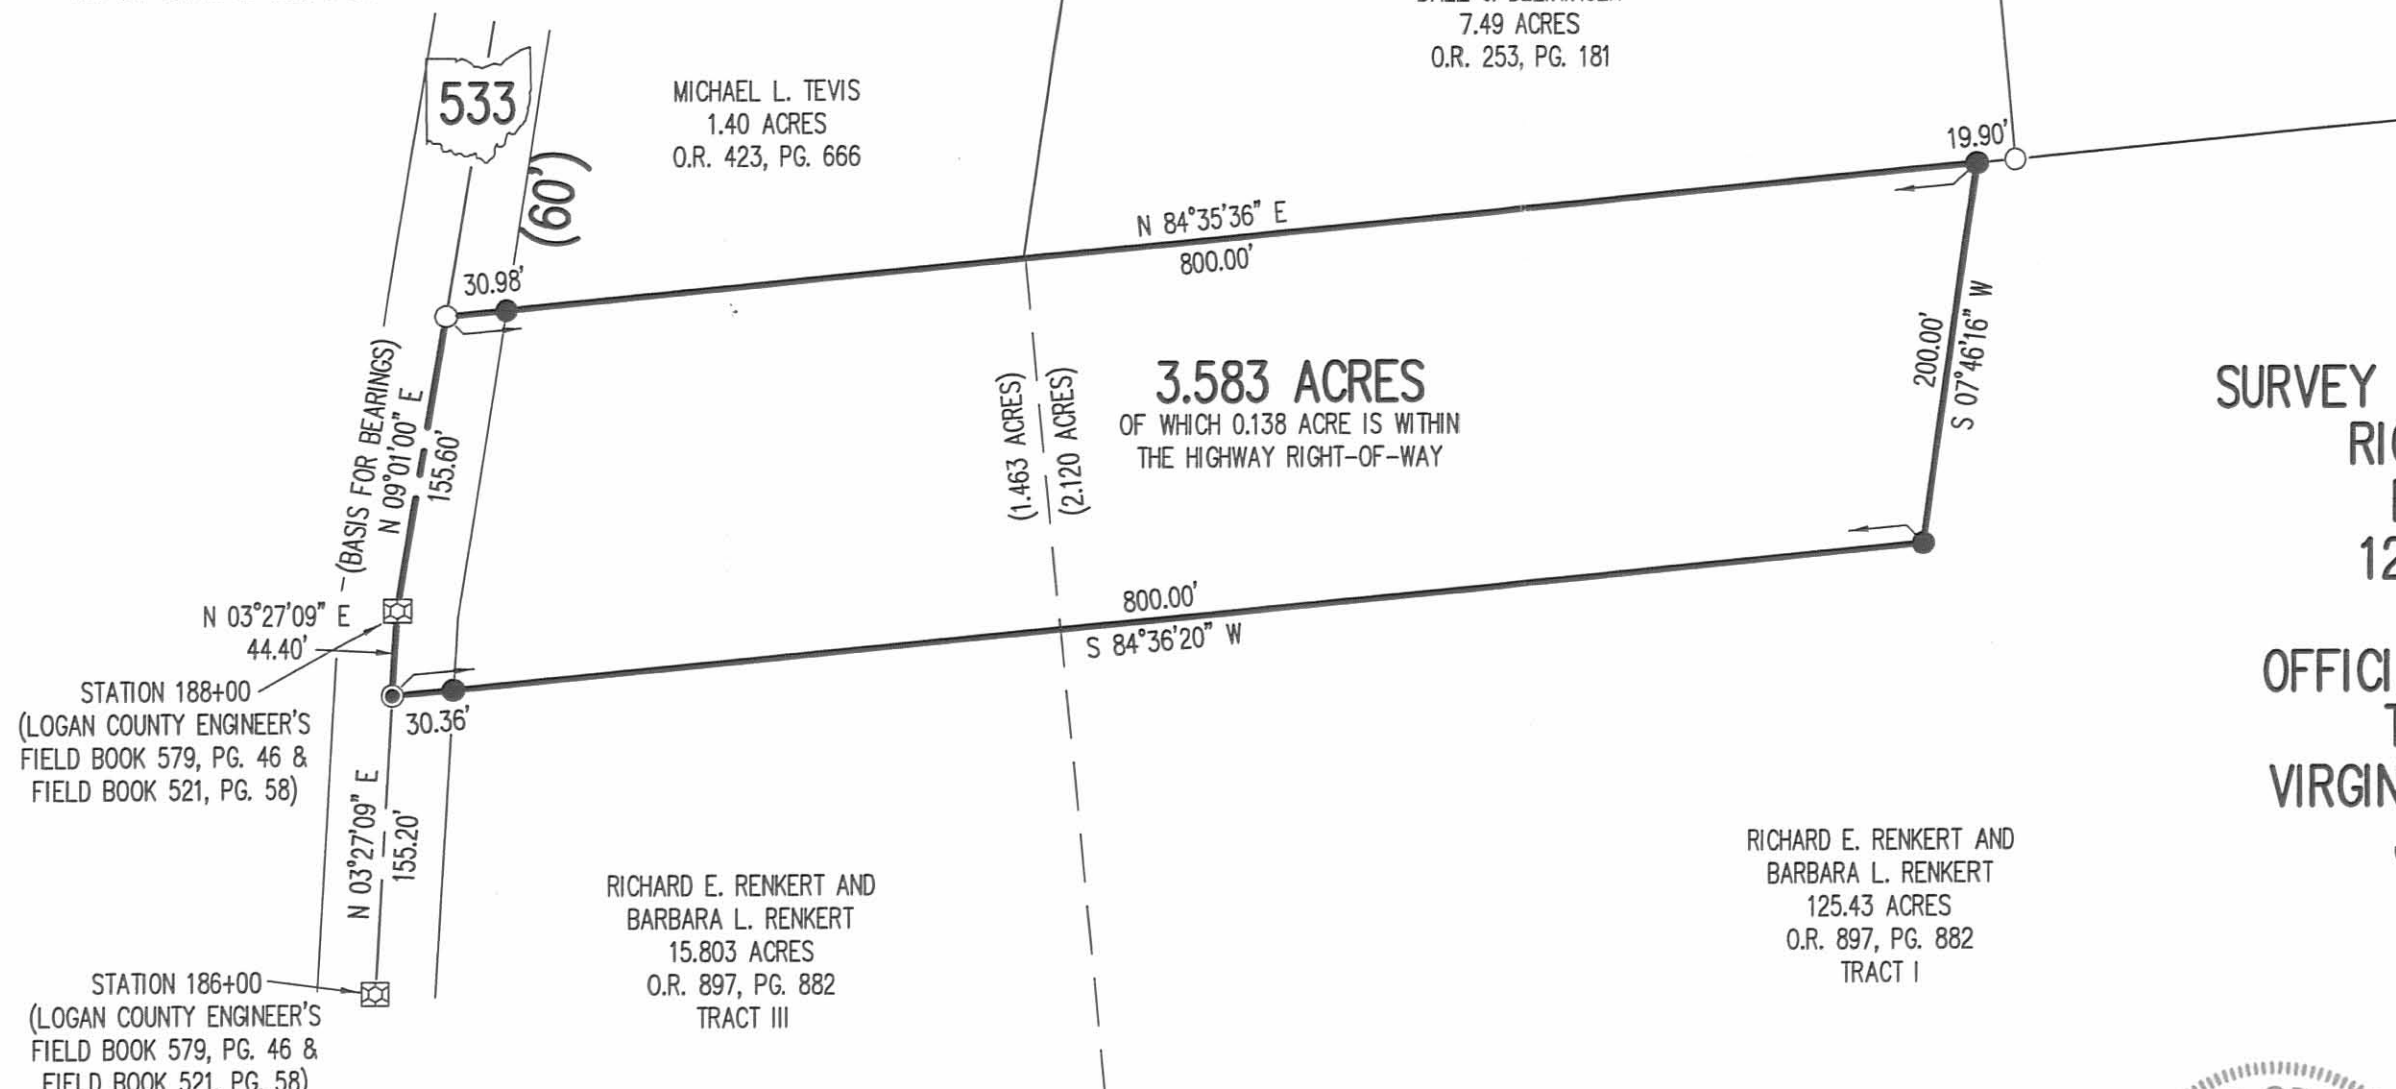 7.49 ACRES
O.R. 253, PG. 181
533
(60')
MICHAEL L. TEVIS
1.40 ACRES
O.R. 423, PG. 666
19.90'
N 84°35'36" E
800.00'
30.98'
(BASIS FOR BEARINGS)
N 09°01'00" E
155.60'
(1.463 ACRES)
(2.120 ACRES)
3.583 ACRES
OF WHICH 0.138 ACRE IS WITHIN
THE HIGHWAY RIGHT-OF-WAY
200.00'
S 07°46'16" W
SURVEY
N 03°27'09" E
44.40'
800.00'
S 84°36'20" W
STATION 188+00
(LOGAN COUNTY ENGINEER'S
FIELD BOOK 579, PG. 46 &
FIELD BOOK 521, PG. 58)
30.36'
N 03°27'09" E
155.20'
RICHARD E. RENKERT AND
BARBARA L. RENKERT
15.803 ACRES
O.R. 897, PG. 882
TRACT III
RICHARD E. RENKERT AND
BARBARA L. RENKERT
125.43 ACRES
O.R. 897, PG. 882
TRACT I
STATION 186+00
(LOGAN COUNTY ENGINEER'S
FIELD BOOK 579, PG. 46 &
FIELD BOOK 521, PG. 58)